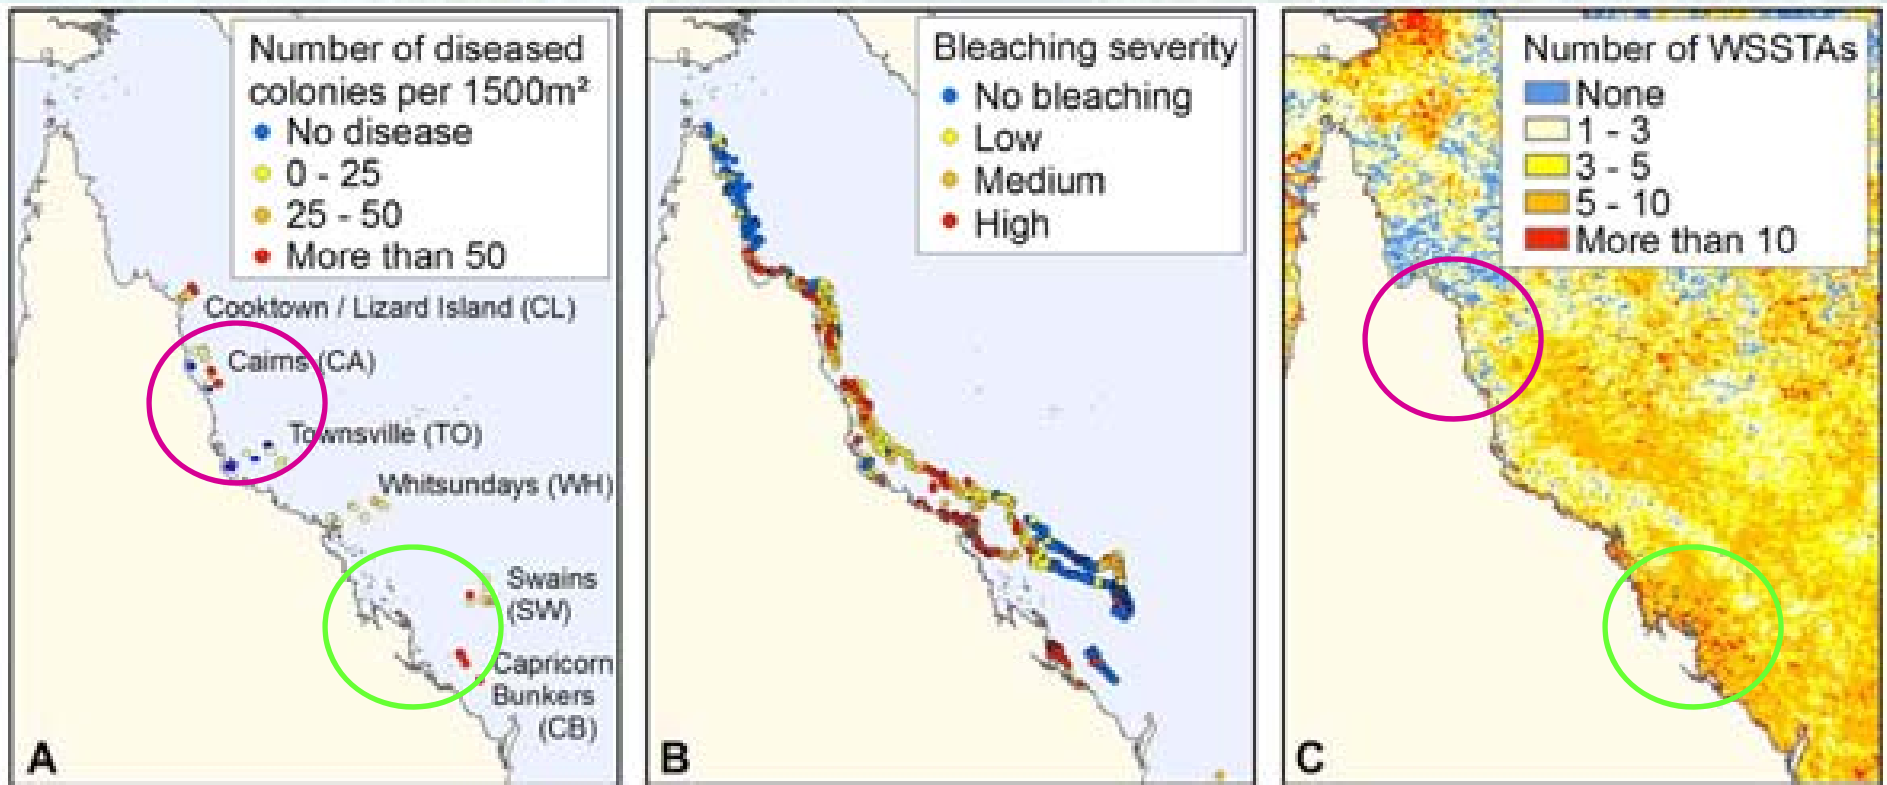 Number of diseased
colonies per 1500m²
No disease
0 - 25
25 - 50
More than 50
Cooktown / Lizard Island (CL)
Cairns (CA)
Townsville (TO)
Whitsundays (WH)
Swains
(SW)
Capricorn
Bunkers
(CB)
A
Bleaching severity
No bleaching
Low
Medium
High
B
Number of WSSTAs
None
1 - 3
3 - 5
5 - 10
More than 10
C